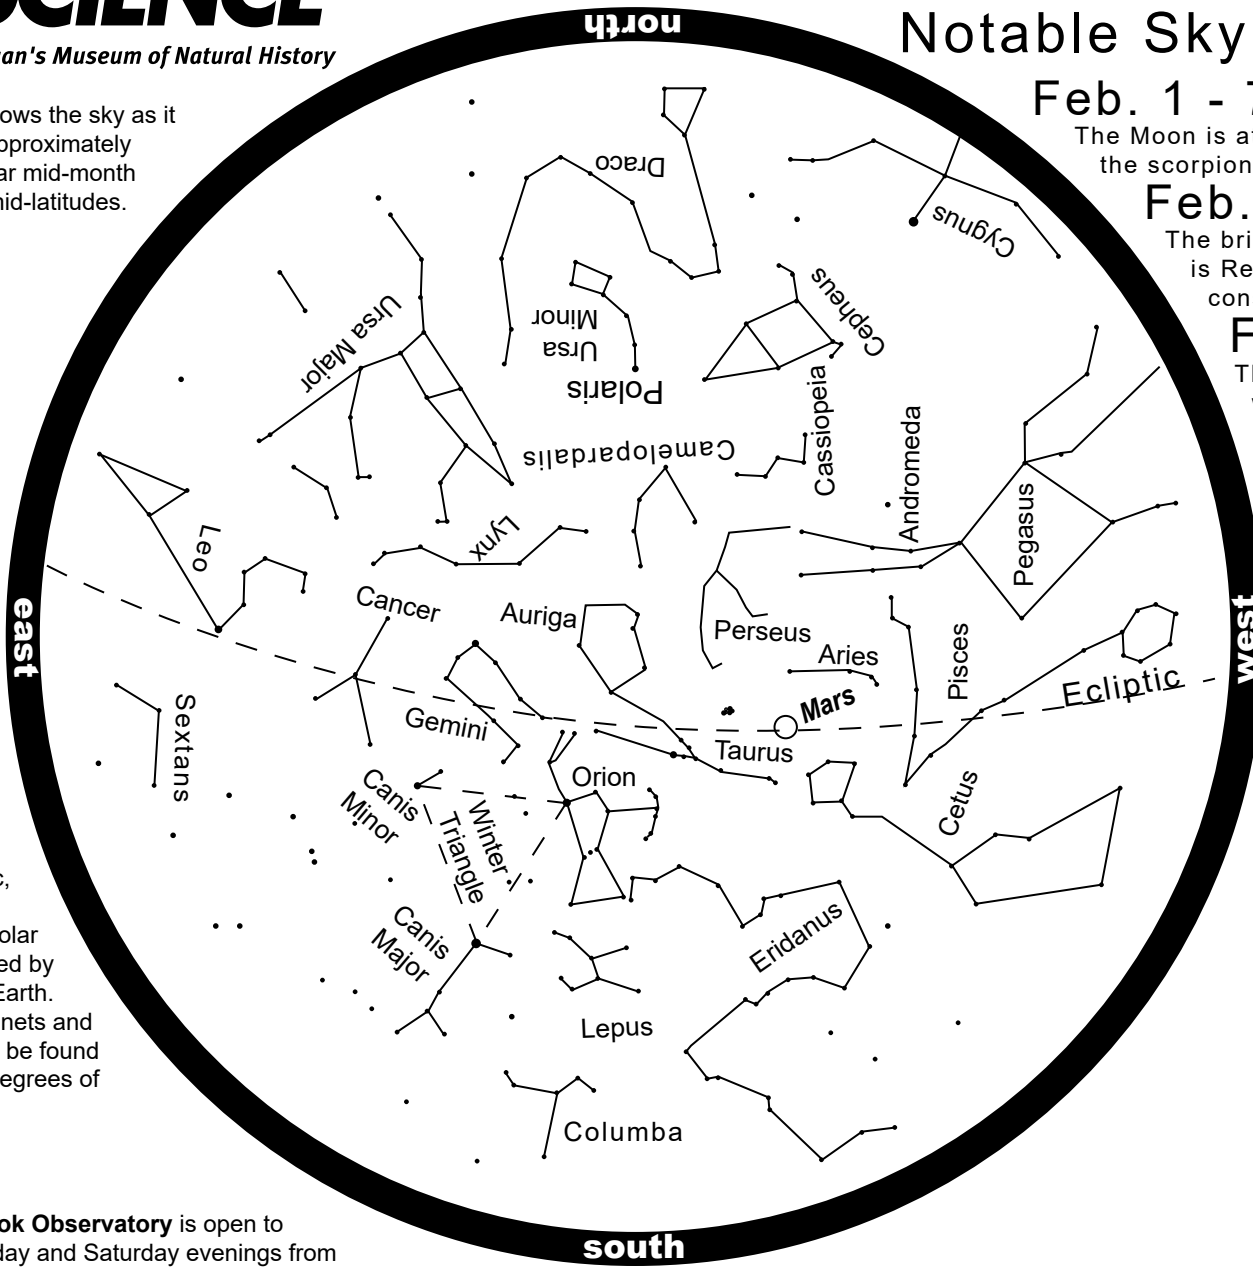 SCIENCE
an's Museum of Natural History
ows the sky as it
pproximately
ar mid-month
mid-latitudes.
Notable Sky
Feb. 1 - 7
The Moon is a
the scorpion
Feb.
The bri
is Re
con
F
north
Draco
Cygnus
Ursa
Minor
Cepheus
Ursa Major
Polaris
Camelopardalis
Cassiopeia
Andromeda
Pegasus
Leo
Lynx
Cancer
Auriga
Perseus
Aries
Pisces
east
west
Ecliptic
Mars
Sextans
Gemini
Taurus
Orion
Canis
Minor
Winter
Triangle
Cetus
Canis
Major
Eridanus
Lepus
Columba
c,
olar
ed by
Earth.
nets and
be found
egrees of
south
ok Observatory is open to
day and Saturday evenings from